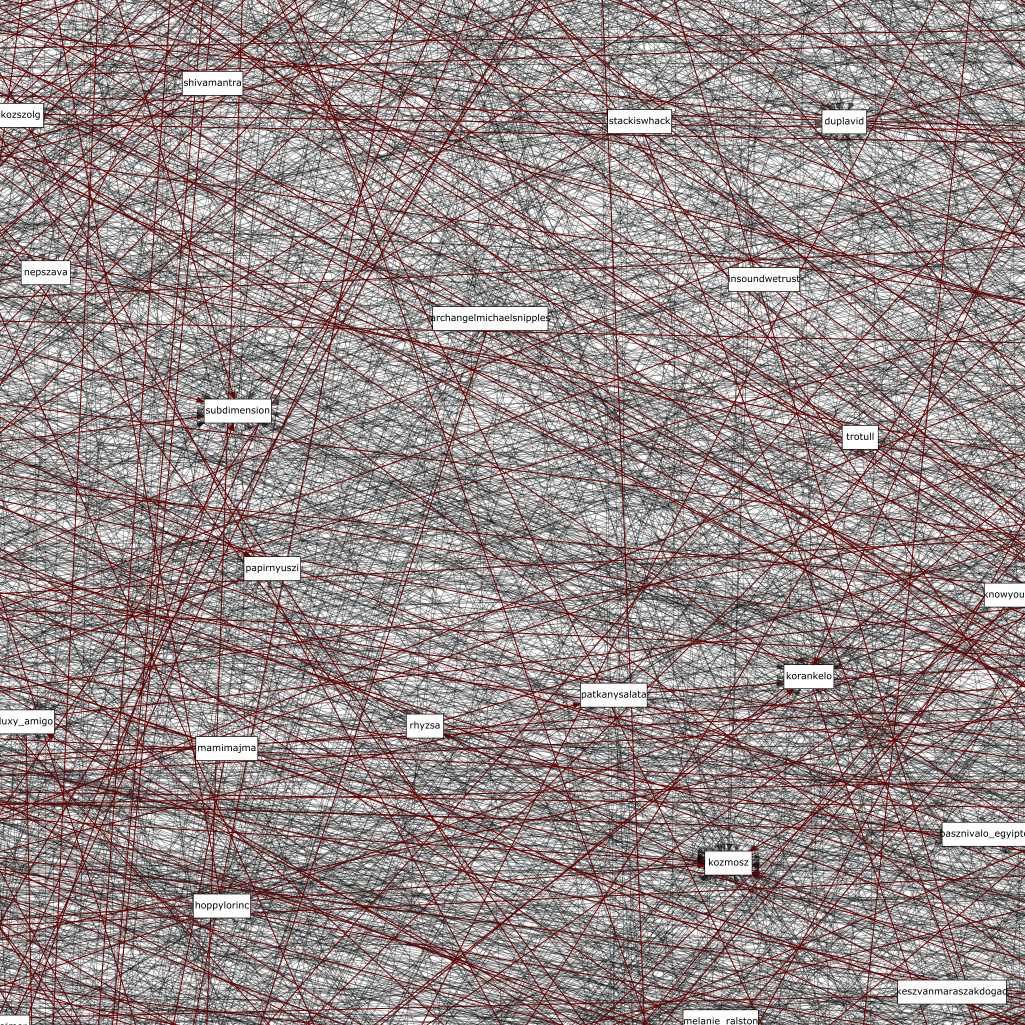 shivamantra
kozszolg
stackiswhack
duplavid
nepszava
insoundwetrust
archangelmichaelsnipples
subdimension
trotull
papirnyuszi
knowyou
korankelo
patkanysalata
luxy_amigo
rhyzsa
mamimajma
basznivalo_egyipto
kozmosz
hoppylorinc
keszvanmaraszakdogad
melanie_ralston